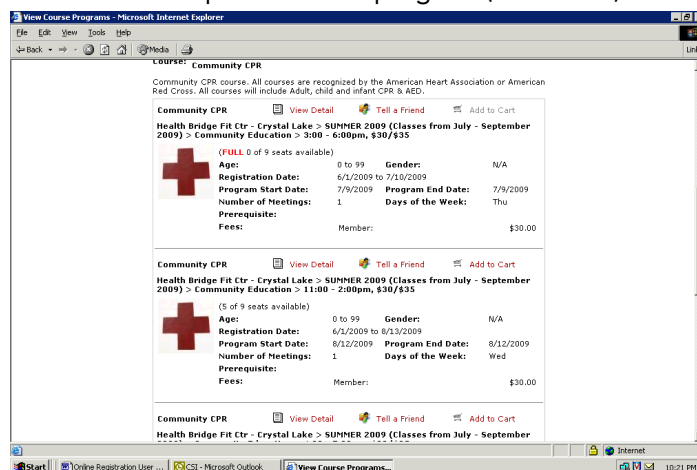 View Course Programs - Microsoft Internet Explorer
File Edit View Tools Help
Back Media
Course: Community CPR
Community CPR course. All courses are recognized by the American Heart Association or American
Red Cross. All courses will include Adult, child and infant CPR & AED.
Community CPR View Detail Tell a Friend Add to Cart
Health Bridge Fit Ctr - Crystal Lake > SUMMER 2009 (Classes from July - September
2009) > Community Education > 3:00 - 6:00pm, $30/$35
(FULL 0 of 9 seats available)
Age: 0 to 99 Gender: N/A
Registration Date: 6/1/2009 to 7/10/2009
Program Start Date: 7/9/2009 Program End Date: 7/9/2009
Number of Meetings: 1 Days of the Week: Thu
Prerequisite:
Fees: Member: $30.00
Community CPR View Detail Tell a Friend Add to Cart
Health Bridge Fit Ctr - Crystal Lake > SUMMER 2009 (Classes from July - September
2009) > Community Education > 11:00 - 2:00pm, $30/$35
(5 of 9 seats available)
Age: 0 to 99 Gender: N/A
Registration Date: 6/1/2009 to 8/13/2009
Program Start Date: 8/12/2009 Program End Date: 8/12/2009
Number of Meetings: 1 Days of the Week: Wed
Prerequisite:
Fees: Member: $30.00
Community CPR View Detail Tell a Friend Add to Cart
Health Bridge Fit Ctr - Crystal Lake > SUMMER 2009 (Classes from July - September
Internet
Start Online Registration User ... CSI - Microsoft Outlook View Course Programs... 10:21 PM